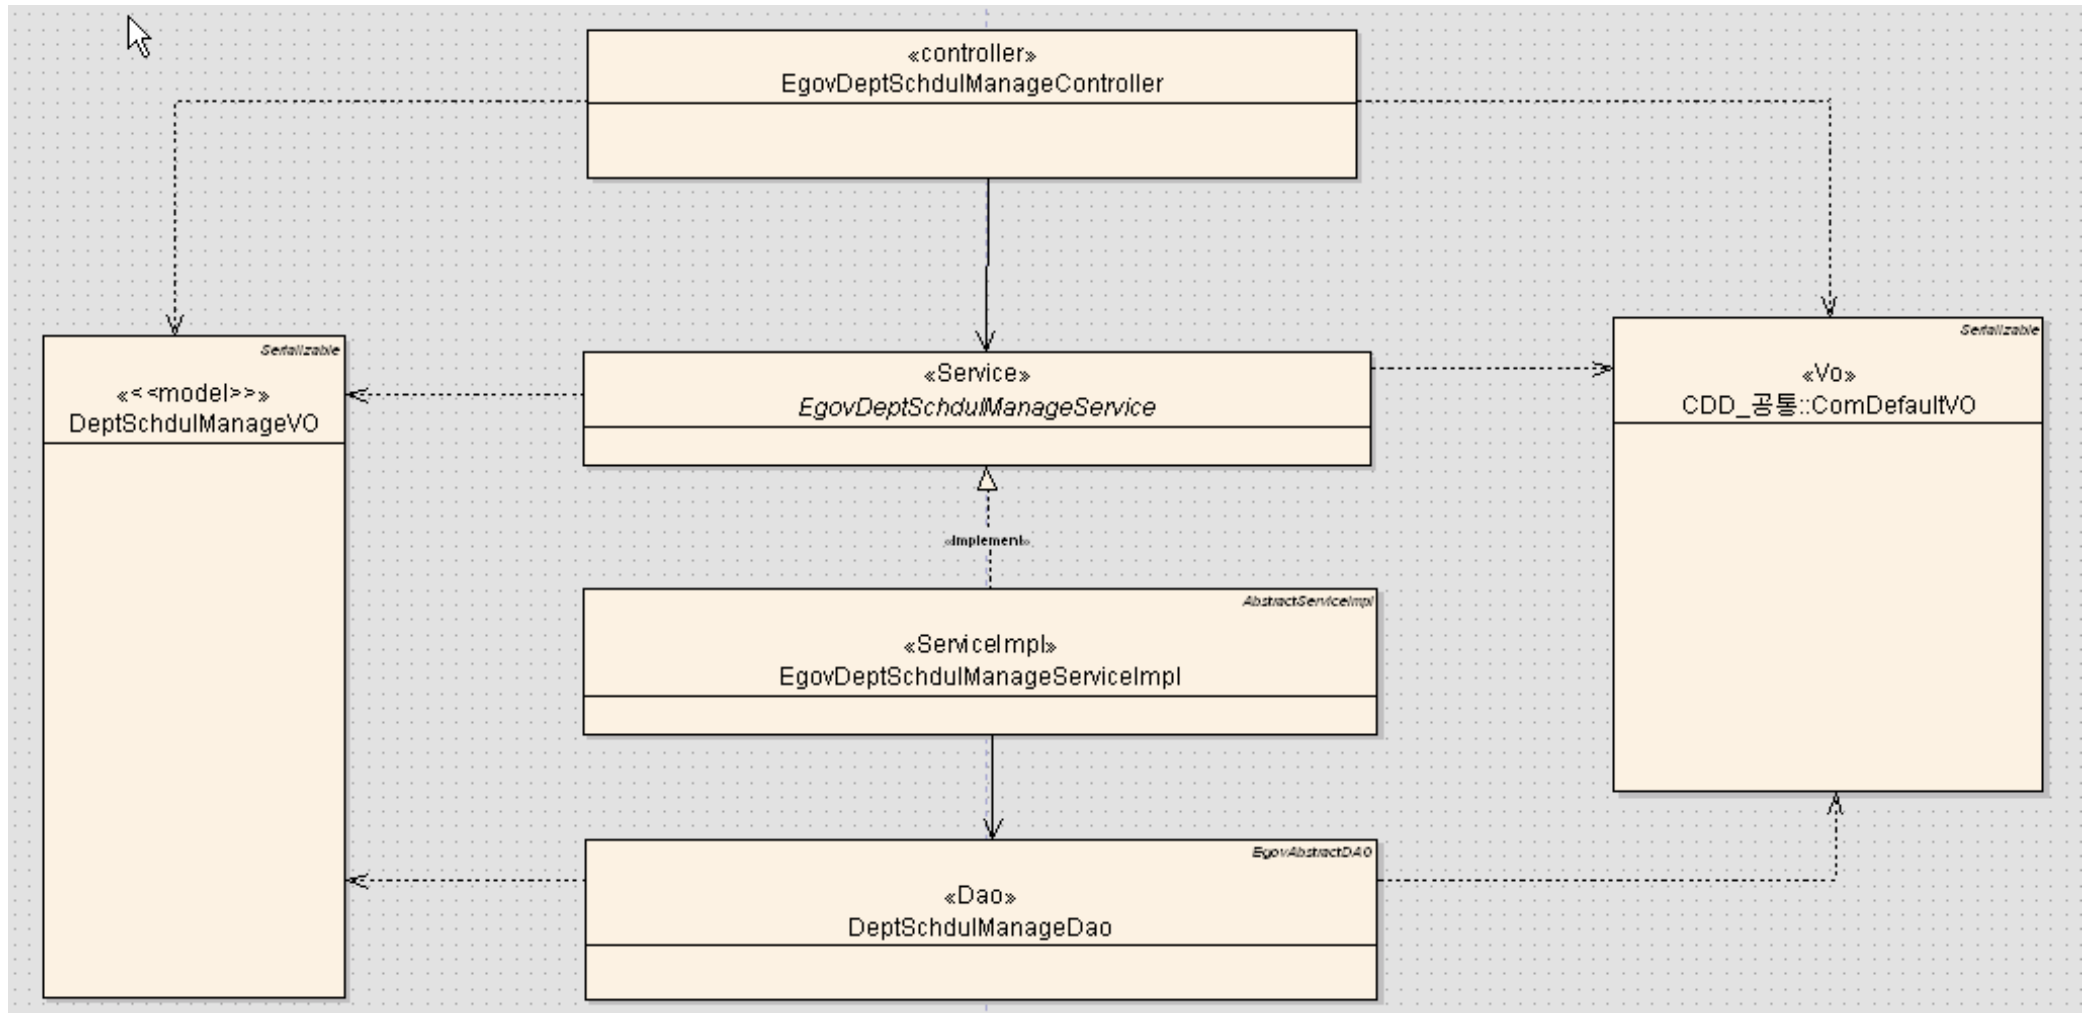 «controller»
EgovDeptSchdulManageController
Serializable
«<<model>>»
DeptSchdulManageVO
«Service»
EgovDeptSchdulManageService
Serializable
«Vo»
CDD_공통::ComDefaultVO
«Implement»
AbstractServiceImpl
«ServiceImpl»
EgovDeptSchdulManageServiceImpl
EgovAbstractDAO
«Dao»
DeptSchdulManageDao